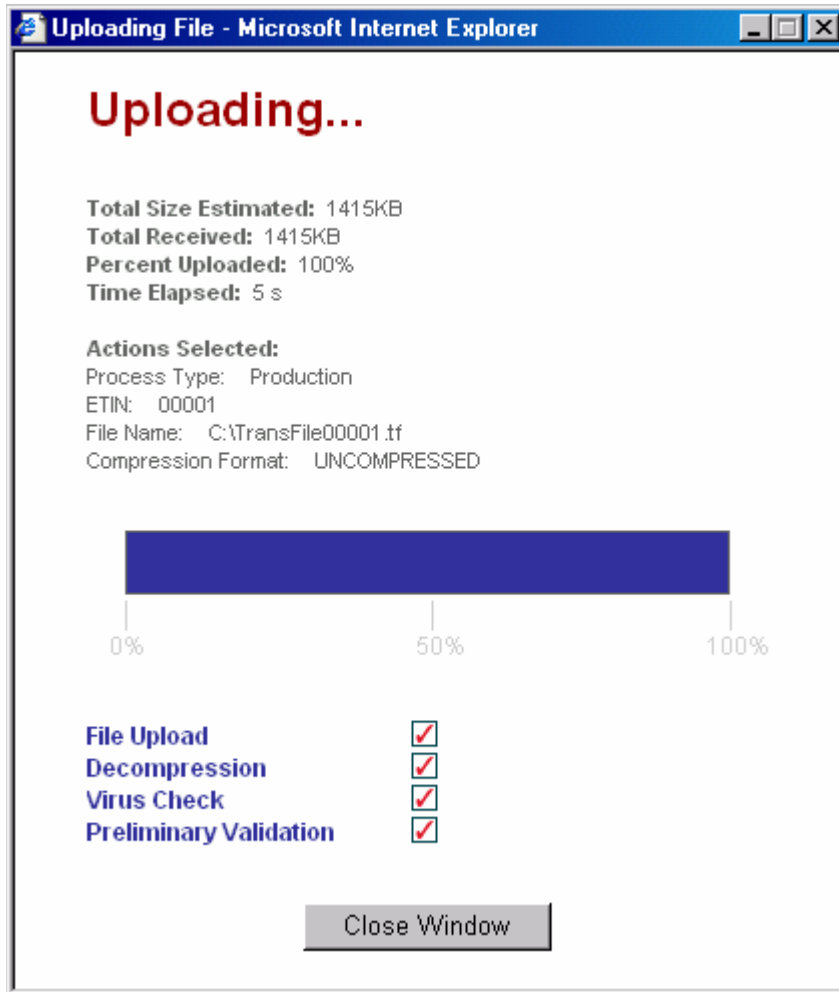 Uploading File - Microsoft Internet Explorer
Uploading...
Total Size Estimated: 1415KB
Total Received: 1415KB
Percent Uploaded: 100%
Time Elapsed: 5 s
Actions Selected:
Process Type: Production
ETIN: 00001
File Name: C:\TransFile00001.tf
Compression Format: UNCOMPRESSED
0% 50% 100%
File Upload
Decompression
Virus Check
Preliminary Validation
Close Window